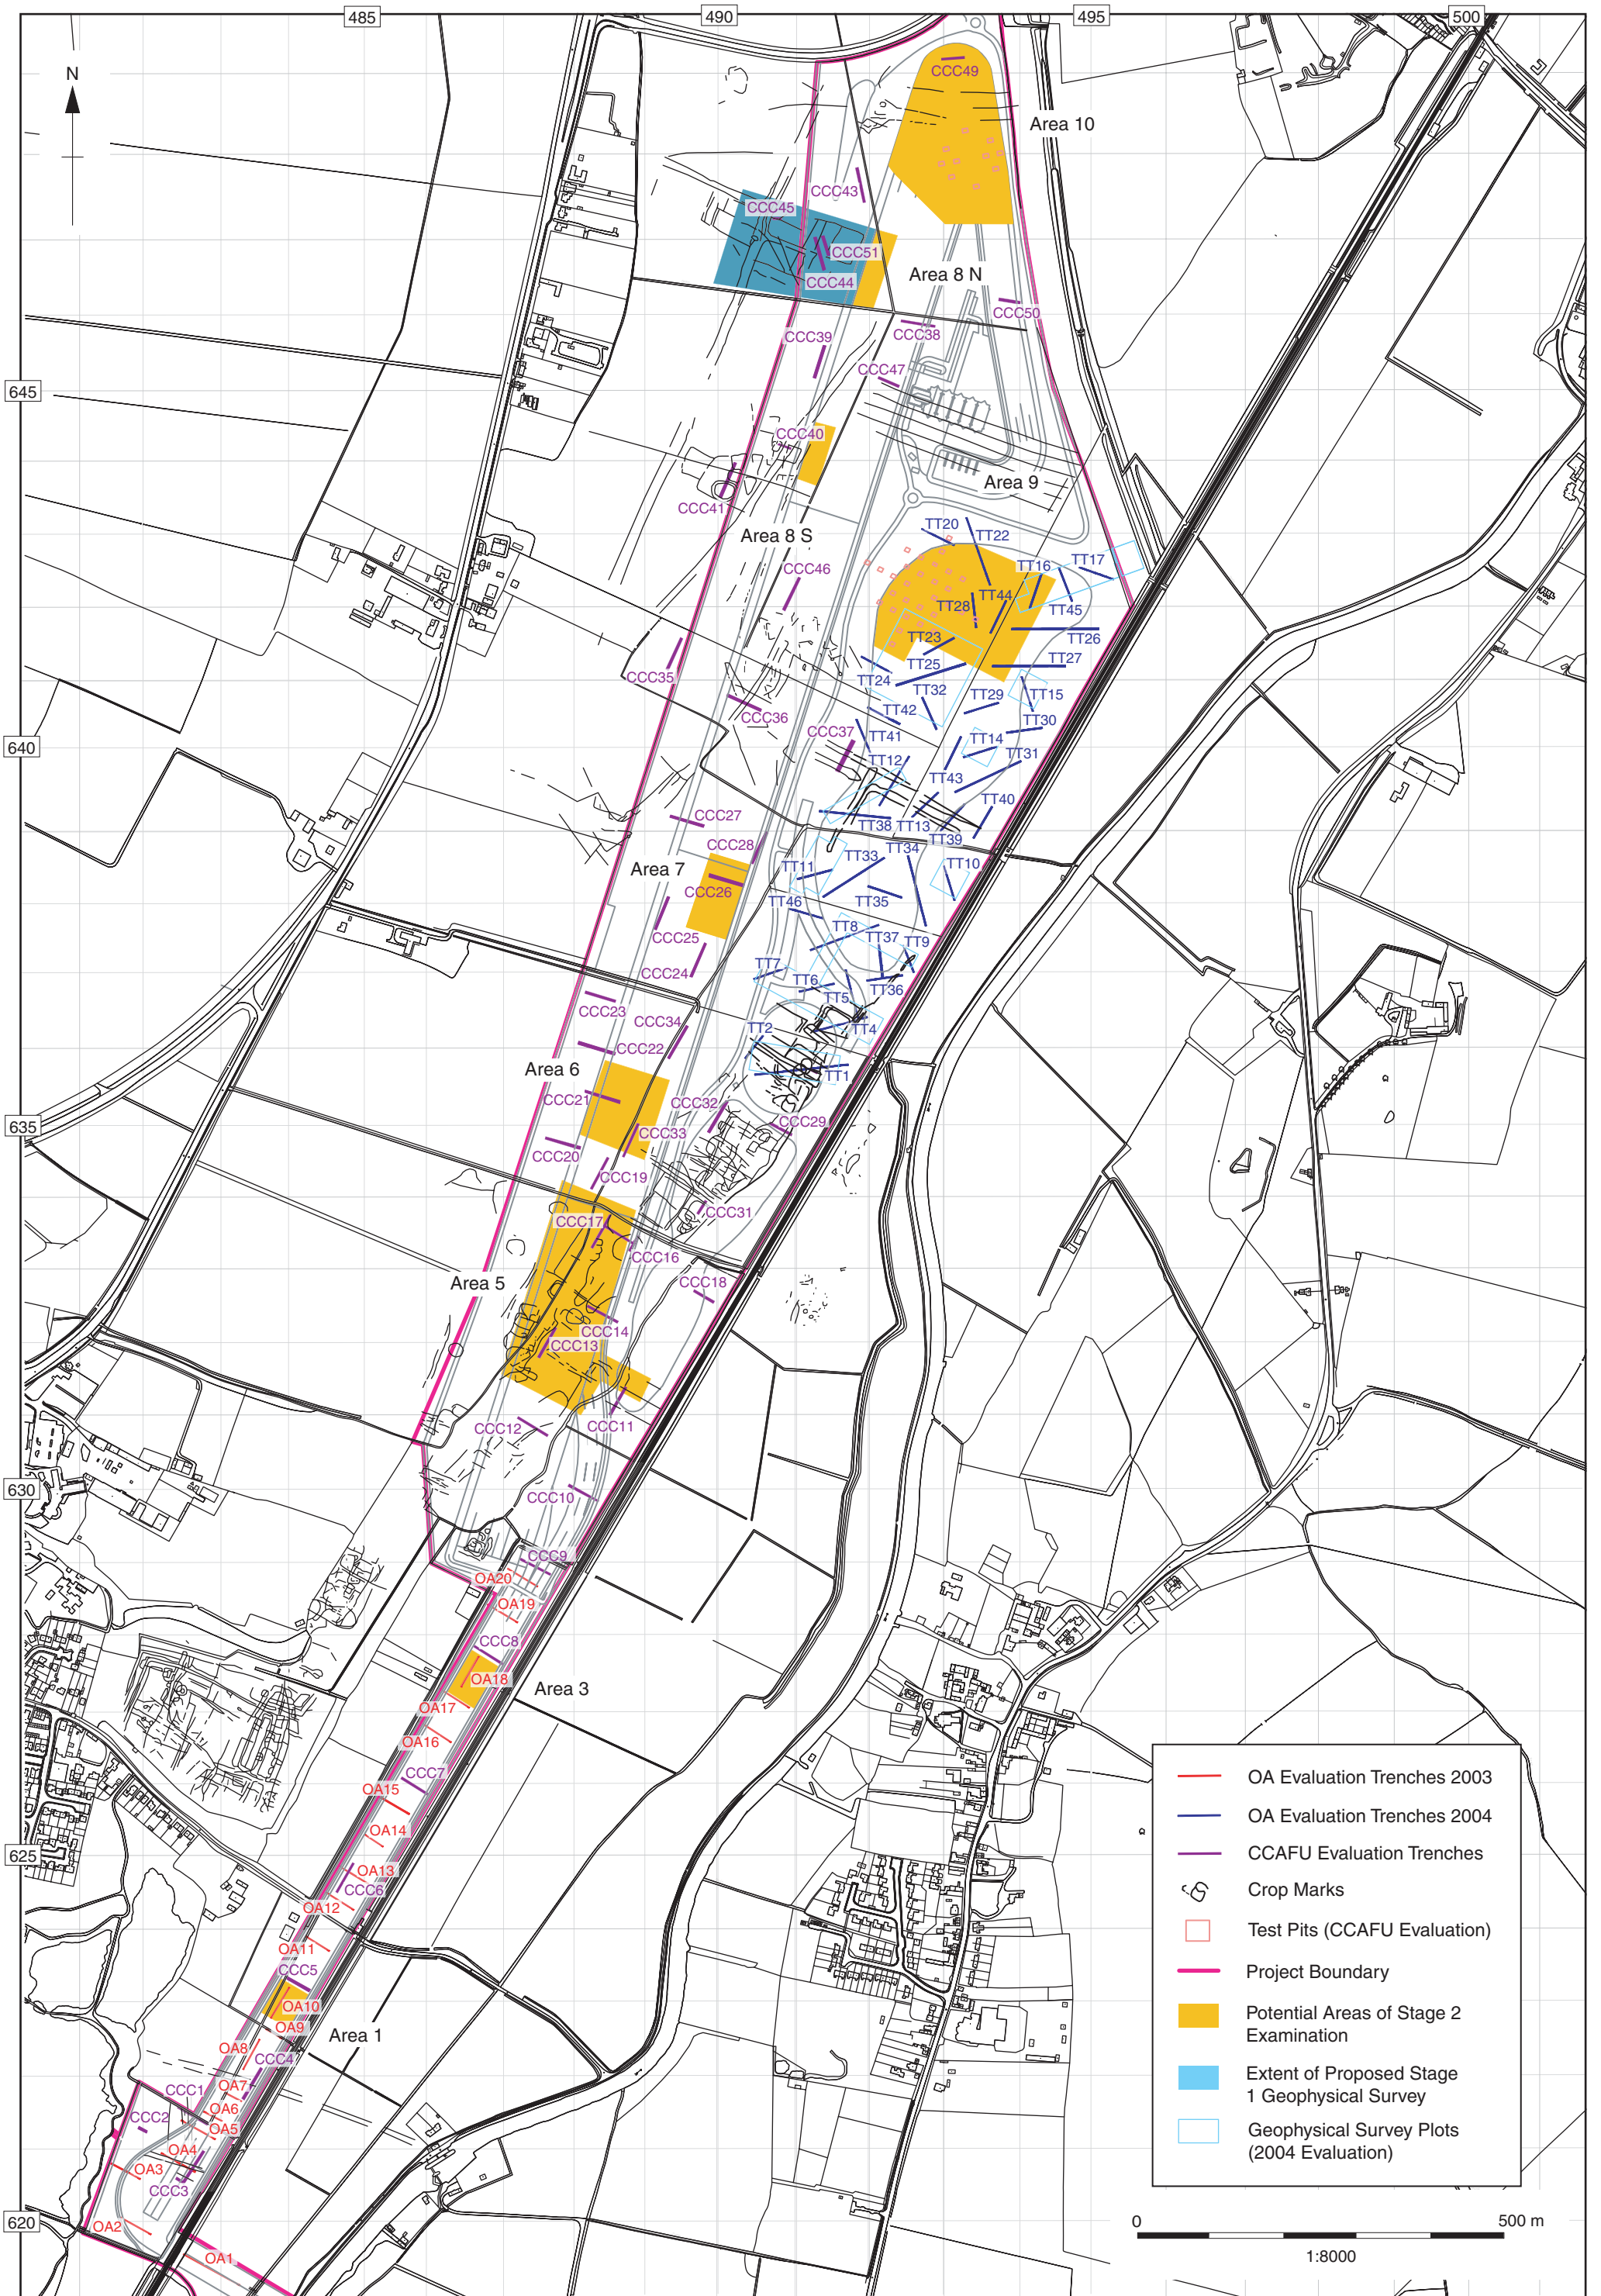 485
490
495
500
N
CCC49
Area 10
CCC43
CCC45
CCC51
CCC44
Area 8 N
CCC50
CCC38
CCC39
CCC47
645
CCC40
CCC41
Area 9
TT20
TT22
Area 8 S
TT17
TT16
CCC46
TT44
TT28
TT45
TT26
TT23
TT27
TT25
CCC35
TT24
TT32
TT29
TT15
TT42
CCC36
TT30
CCC37
TT41
TT14
640
TT12
TT31
TT43
TT40
CCC27
TT38
TT13
TT39
CCC28
TT34
TT33
TT10
Area 7
TT11
CCC26
TT46
TT35
TT8
CCC25
TT37
TT9
CCC24
TT7
TT6
TT36
TT5
CCC23
CCC34
TT2
TT4
CCC22
Area 6
TT1
CCC21
CCC32
CCC29
635
CCC33
CCC20
CCC19
CCC31
CCC17
CCC16
Area 5
CCC18
CCC14
CCC13
CCC12
CCC11
630
CCC10
CCC9
OA20
OA19
CCC8
OA18
Area 3
OA17
OA16
CCC7
OA15
OA14
625
OA13
CCC6
OA12
OA11
CCC5
OA10
OA9
Area 1
OA8
CCC4
OA7
CCC1
OA6
CCC2
OA5
OA4
OA3
CCC3
620
OA2
OA1
OA Evaluation Trenches 2003
OA Evaluation Trenches 2004
CCAFU Evaluation Trenches
Crop Marks
Test Pits (CCAFU Evaluation)
Project Boundary
Potential Areas of Stage 2
Examination
Extent of Proposed Stage
1 Geophysical Survey
Geophysical Survey Plots
(2004 Evaluation)
0
500 m
1:8000